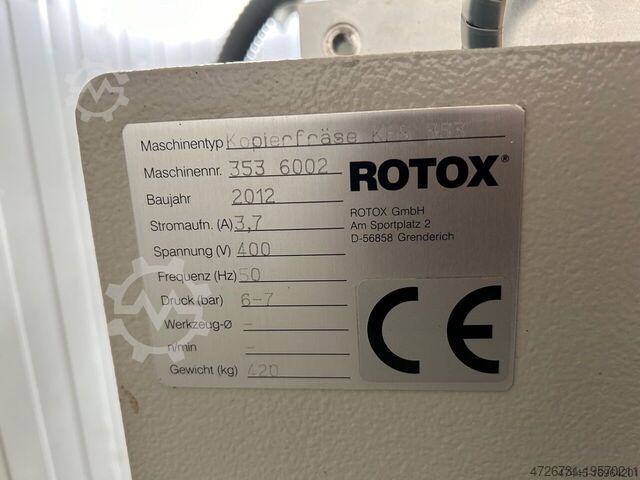 Maschinentyp Kopierfräse KF& 353
Maschinennr. 353 6002
Baujahr 2012
Stromaufn. (A) 3,7
Spannung (V) 400
Frequenz (Hz) 50
Druck (bar) 6-7
Werkzeug-ø -
n/min -
Gewicht (kg) 420
ROTOX®
ROTOX GmbH
Am Sportplatz 2
D-56858 Grenderich
CE